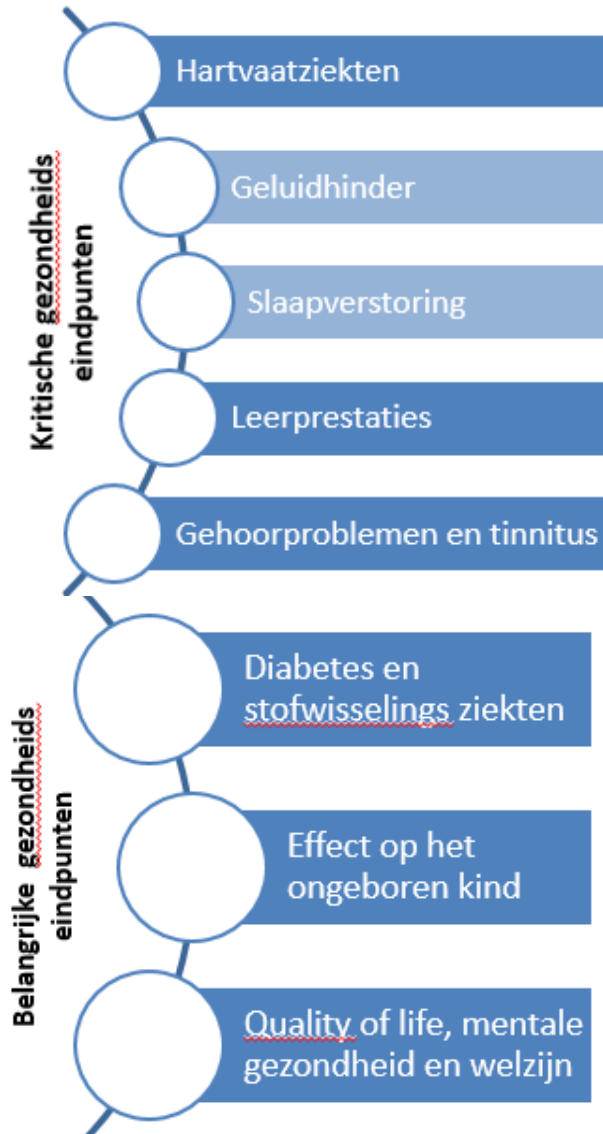 Kritische gezondheids
eindpunten
Hartvaatziekten
Geluidhinder
Slaapverstoring
Leerprestaties
Gehoorproblemen en tinnitus
Belangrijke gezondheids
eindpunten
Diabetes en
stofwisselings ziekten
Effect op het
ongeboren kind
Quality of life, mentale
gezondheid en welzijn